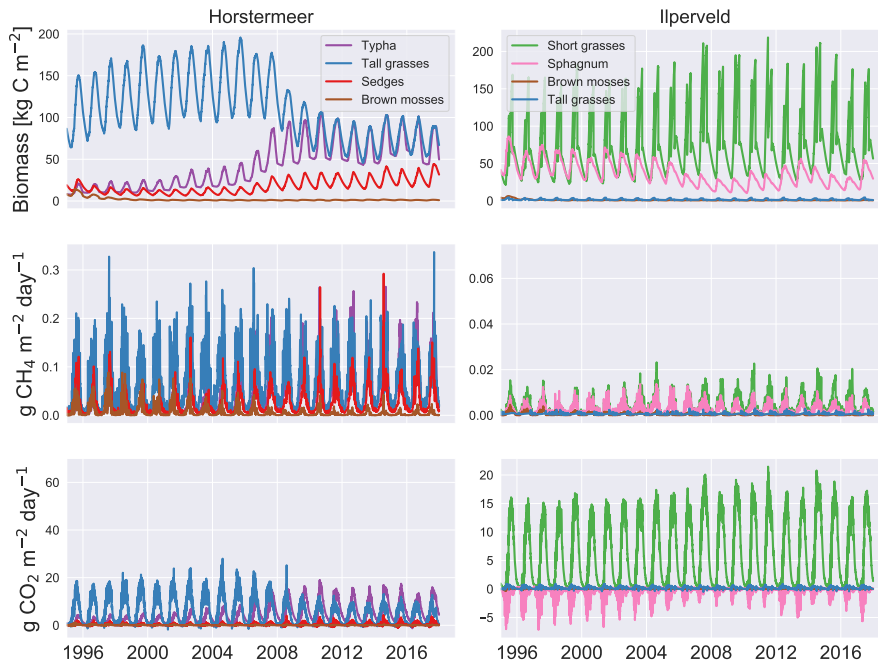 Horstermeer
Ilperveld
Biomass [kg C m−2]
200
150
100
50
0
Typha
Tall grasses
Sedges
Brown mosses
200
150
100
50
0
Short grasses
Sphagnum
Brown mosses
Tall grasses
g CH4 m−2 day−1
0.3
0.2
0.1
0.0
0.06
0.04
0.02
0.00
g CO2 m−2 day−1
60
40
20
0
20
15
10
5
0
−5
1996 2000 2004 2008 2012 2016
1996 2000 2004 2008 2012 2016